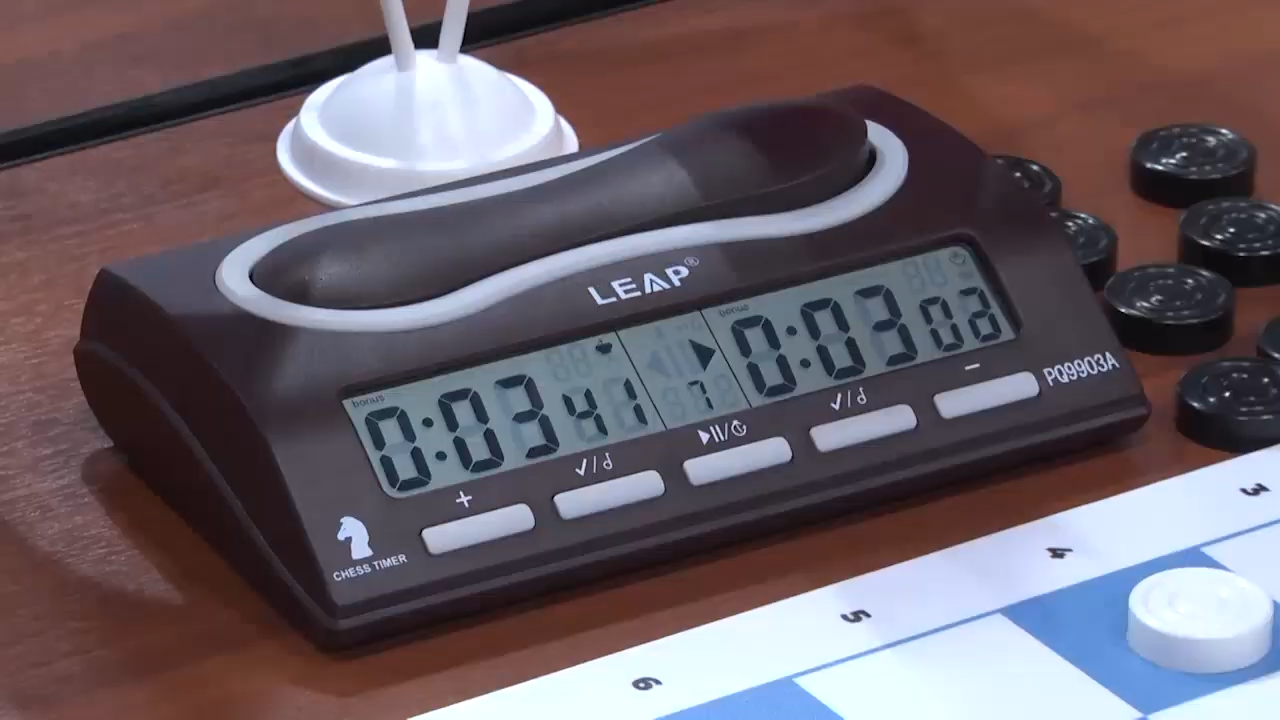 LEAP®
bonus
0:03 41
7
bonus
0:03 02
PQ9903A
+
√/♩
▶II/
√/♩
−
CHESS TIMER
3
4
5
6